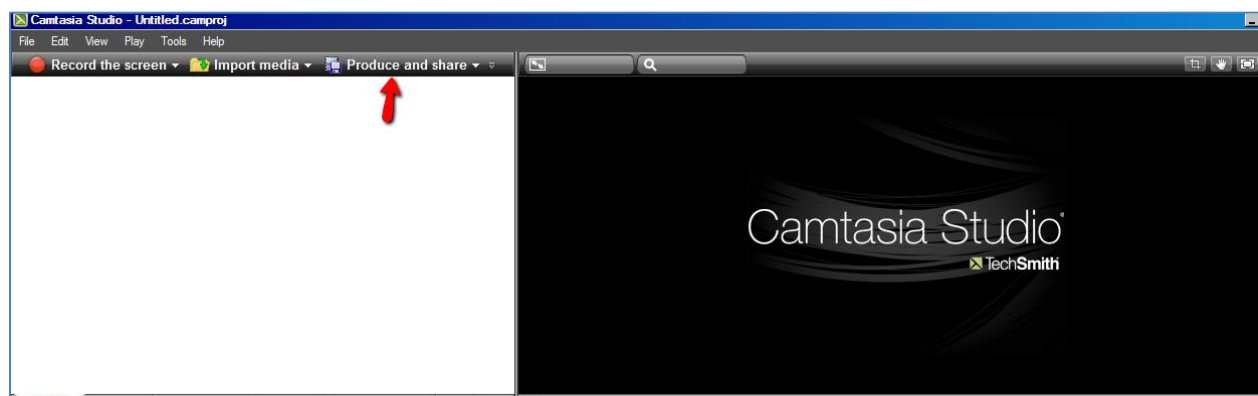 Camtasia Studio - Untitled.camproj
File Edit View Play Tools Help
Record the screen Import media Produce and share
Camtasia Studio®
TechSmith